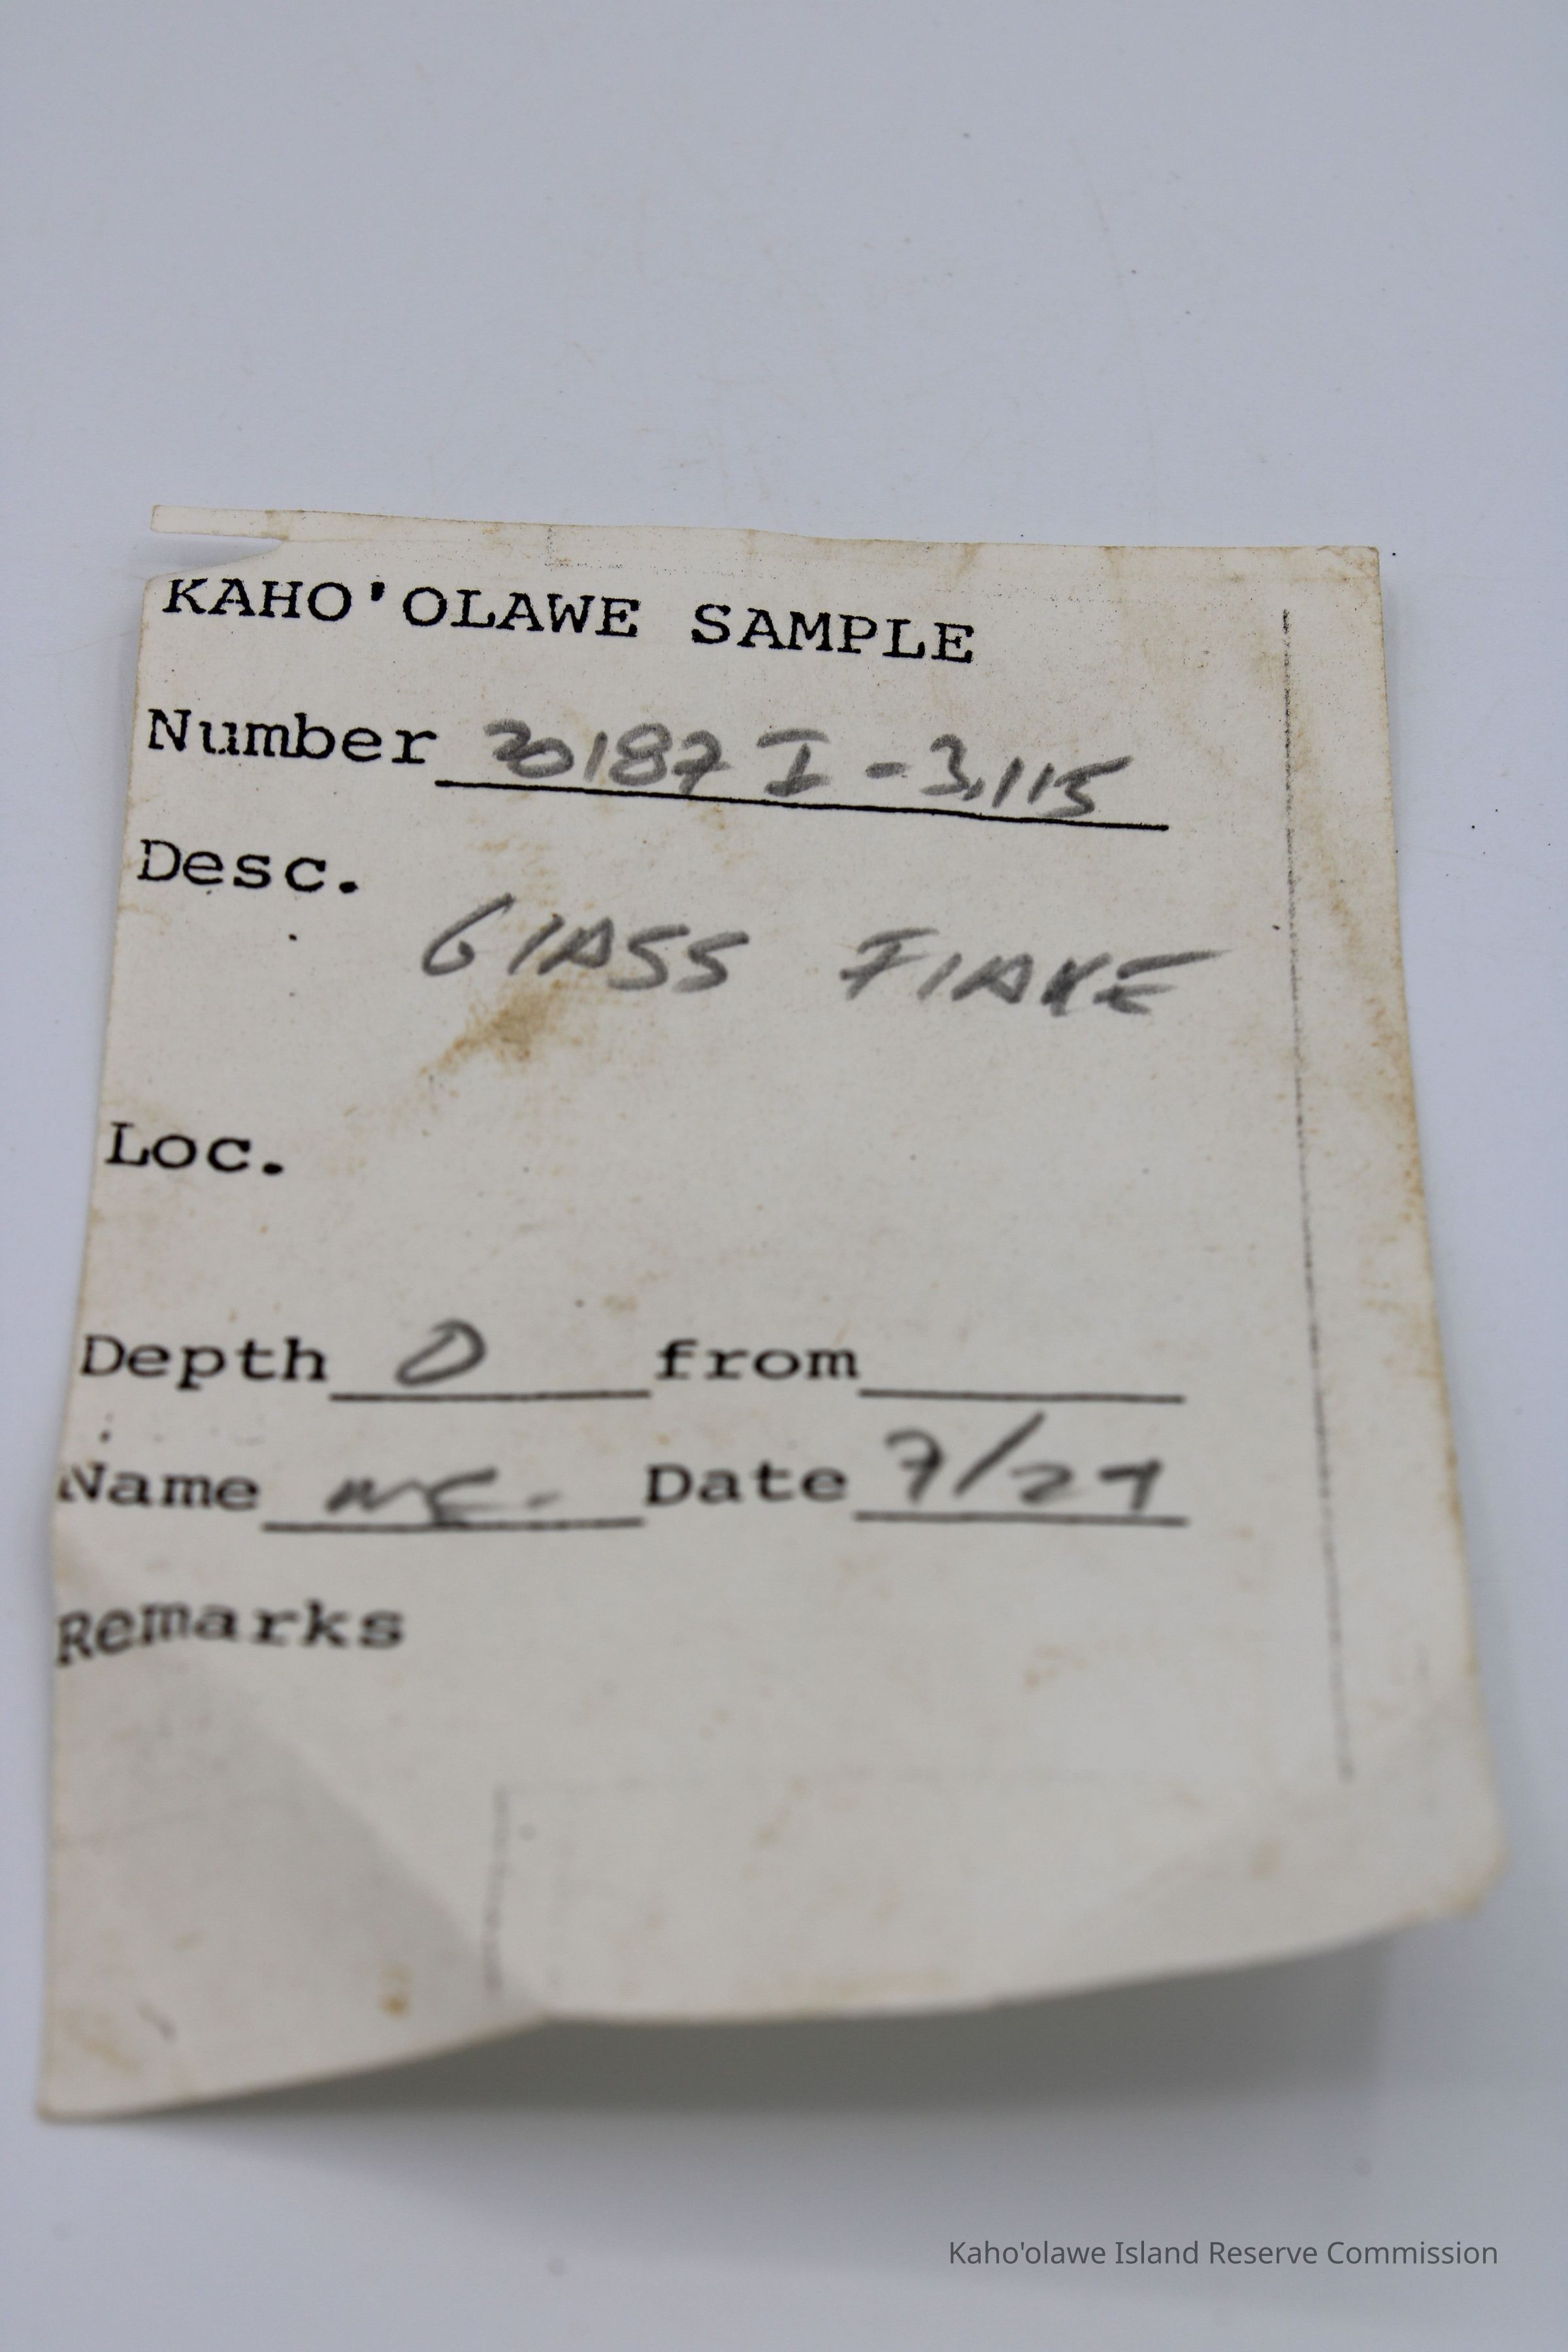 KAHO'OLAWE SAMPLE
Number 20187 I - 3,115
Desc.
GLASS FLAKE
Loc.
Depth 0 from
Name Date 7/27
Remarks
Kaho'olawe Island Reserve Commission